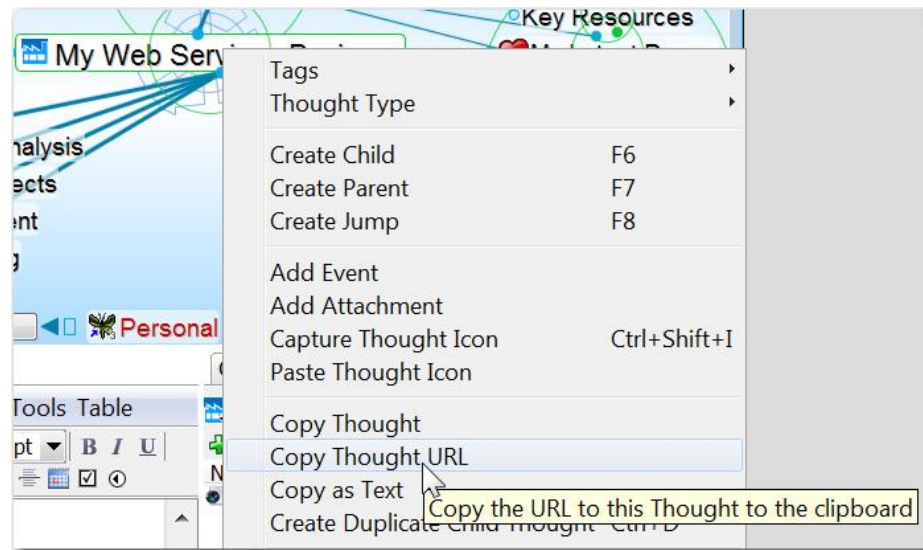 Key Resources
My Web Serv
Tags
Thought Type
nalysis
Create Child F6
ects
Create Parent F7
ent
Create Jump F8
g
Add Event
Add Attachment
Personal
Capture Thought Icon Ctrl+Shift+I
Paste Thought Icon
Tools Table
Copy Thought
pt B I U
Copy Thought URL
N
Copy as Text
Copy the URL to this Thought to the clipboard
Create Duplicate Child Thought Ctrl+D